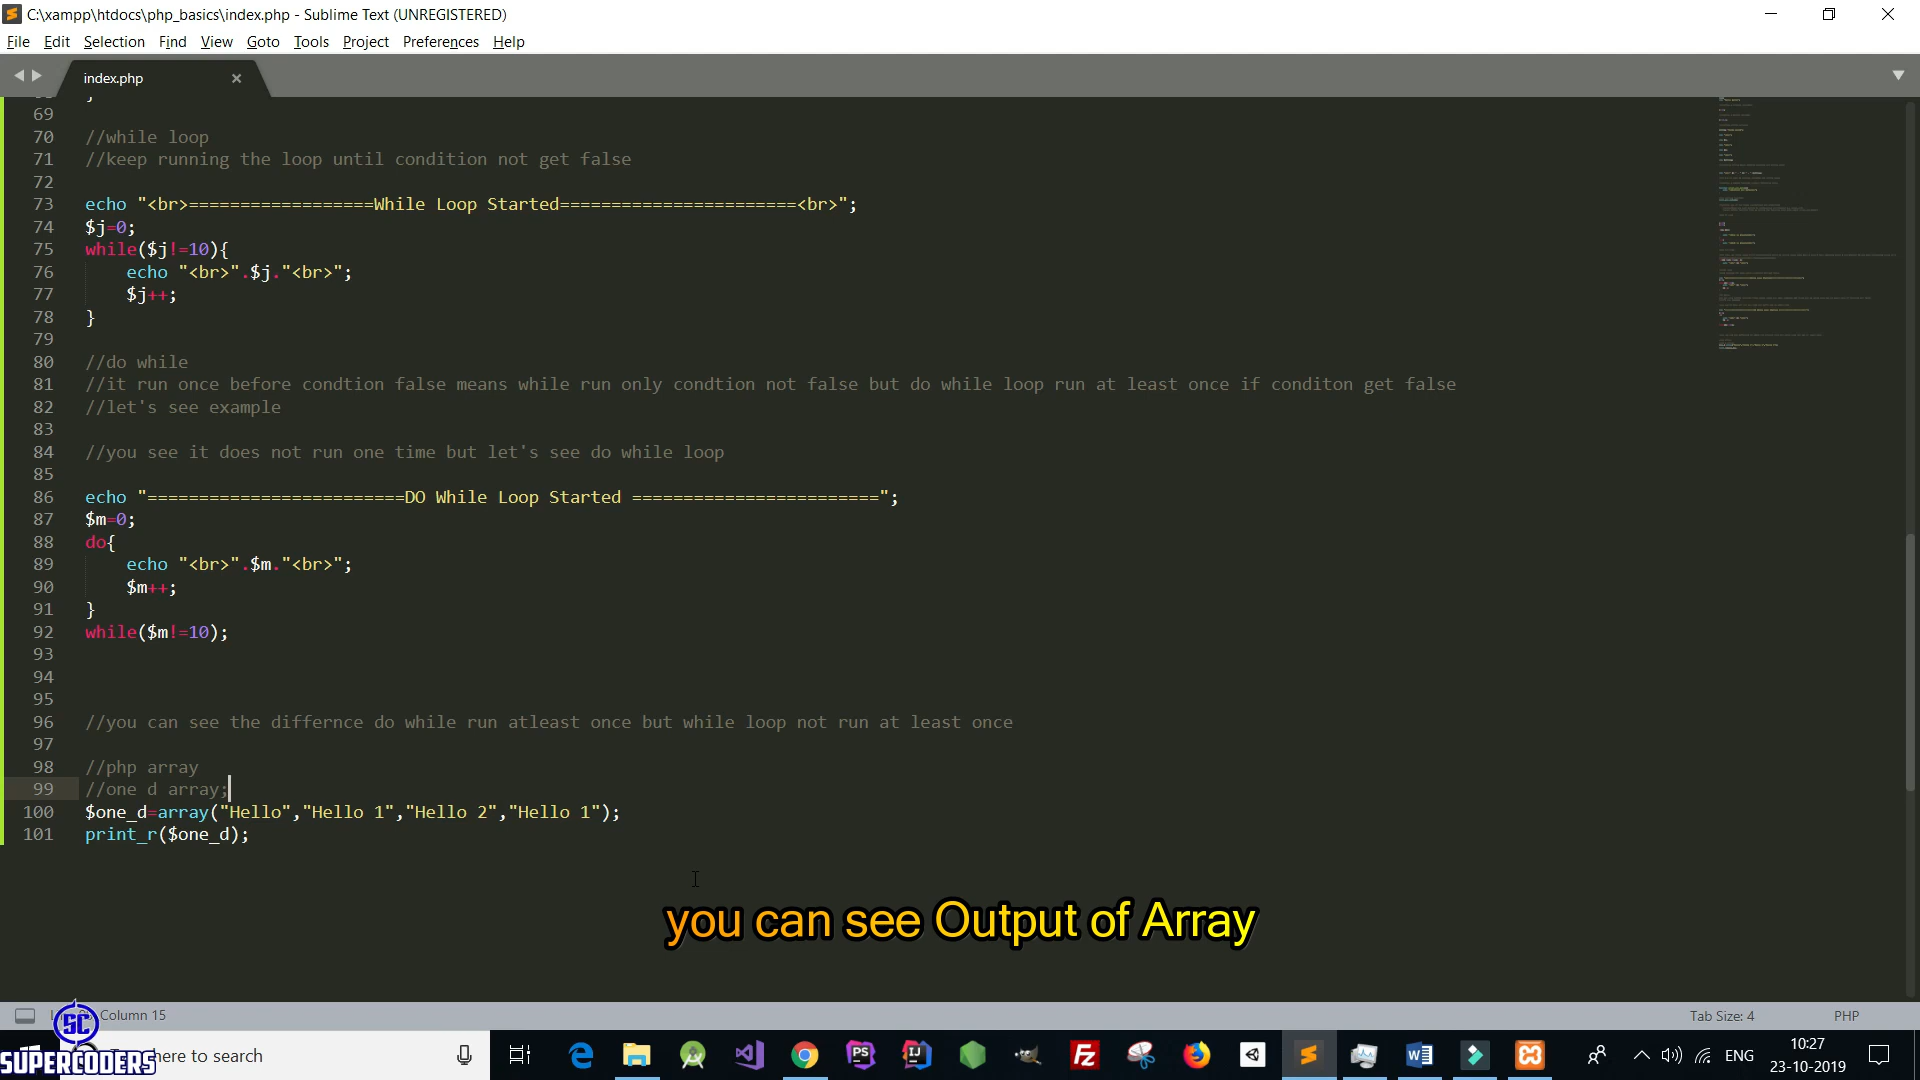 C:\xampp\htdocs\php_basics\index.php - Sublime Text (UNREGISTERED)
File Edit Selection Find View Goto Tools Project Preferences Help
index.php
69
70 //while loop
71 //keep running the loop until condition not get false
72
73 echo "<br>==================While Loop Started=======================<br>";
74 $j=0;
75 while($j!=10){
76 echo "<br>".$j."<br>";
77 $j++;
78 }
79
80 //do while
81 //it run once before condtion false means while run only condtion not false but do while loop run at least once if conditon get false
82 //let's see example
83
84 //you see it does not run one time but let's see do while loop
85
86 echo "=========================DO While Loop Started ========================";
87 $m=0;
88 do{
89 echo "<br>".$m."<br>";
90 $m++;
91 }
92 while($m!=10);
93
94
95
96 //you can see the differnce do while run atleast once but while loop not run at least once
97
98 //php array
99 //one d array;
100 $one_d=array("Hello","Hello 1","Hello 2","Hello 1");
101 print_r($one_d);
you can see Output of Array
Column 15
Tab Size: 4
PHP
SC
SUPERCODERS
here to search
ENG
10:27
23-10-2019